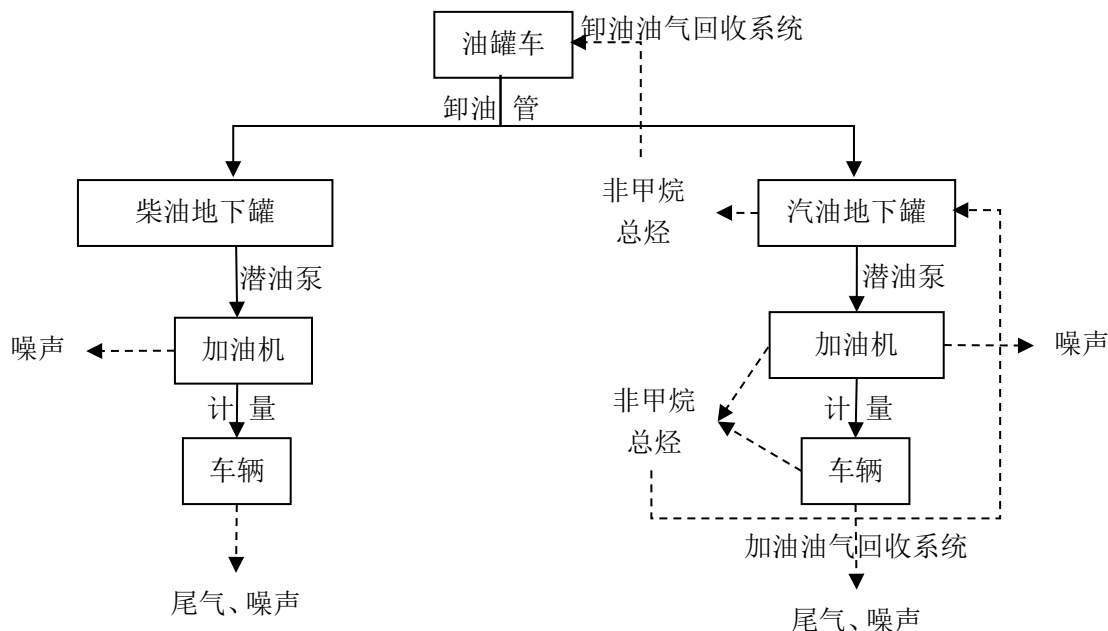 卸油油气回收系统
油罐车
卸油 管
柴油地下罐
非甲烷
总烃
汽油地下罐
潜油泵
潜油泵
噪声
加油机
加油机
噪声
计 量
非甲烷
总烃
计 量
车辆
车辆
加油油气回收系统
尾气、噪声
尾气、噪声